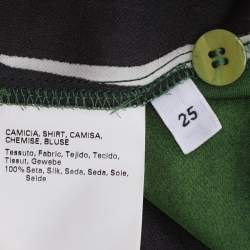 CAMICIA, SHIRT, CAMISA,
CHEMISE, BLUSE
Tessuto, Fabric, Tejido, Tecido,
Tissut, Gewebe
100% Seta, Silk, Seda, Seda, Soie,
Seide
25